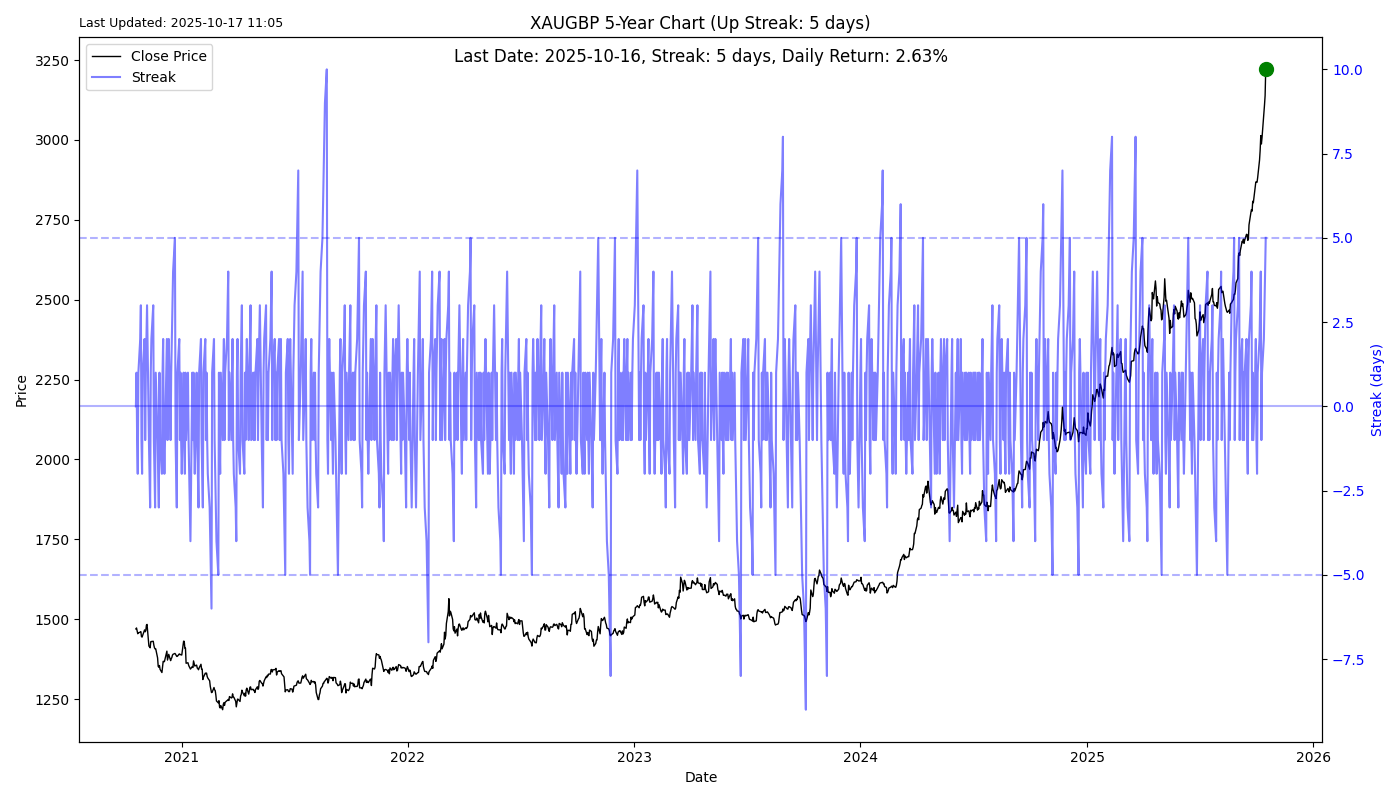 Last Updated: 2025-10-17 11:05
XAUGBP 5-Year Chart (Up Streak: 5 days)
Last Date: 2025-10-16, Streak: 5 days, Daily Return: 2.63%
Close Price
Streak
3250
3000
2750
2500
2250
2000
1750
1500
1250
Price
10.0
7.5
5.0
2.5
0.0
−2.5
−5.0
−7.5
Streak (days)
2021
2022
2023
2024
2025
2026
Date